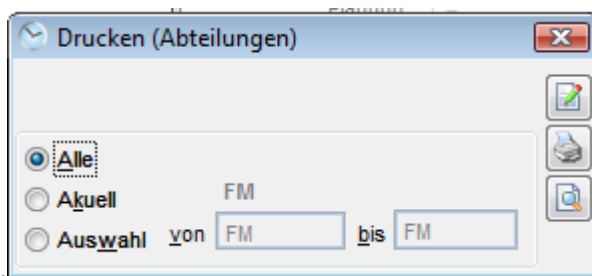 Drucken (Abteilungen)
Alle
Akuell FM
Auswahl von FM bis FM